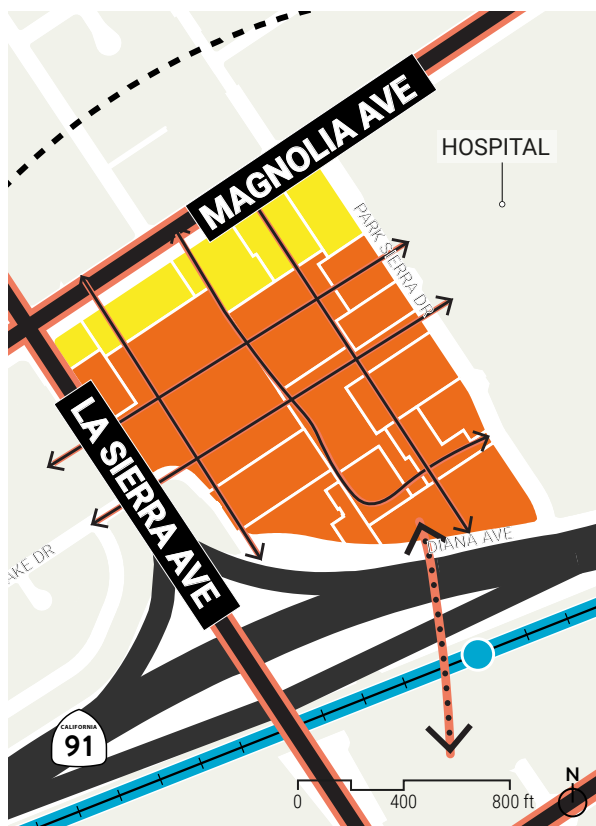 MAGNOLIA AVE
HOSPITAL
PARK SIERRA DR
LA SIERRA AVE
DIANA AVE
AKE DR
CALIFORNIA
91
N
0 400 800 ft